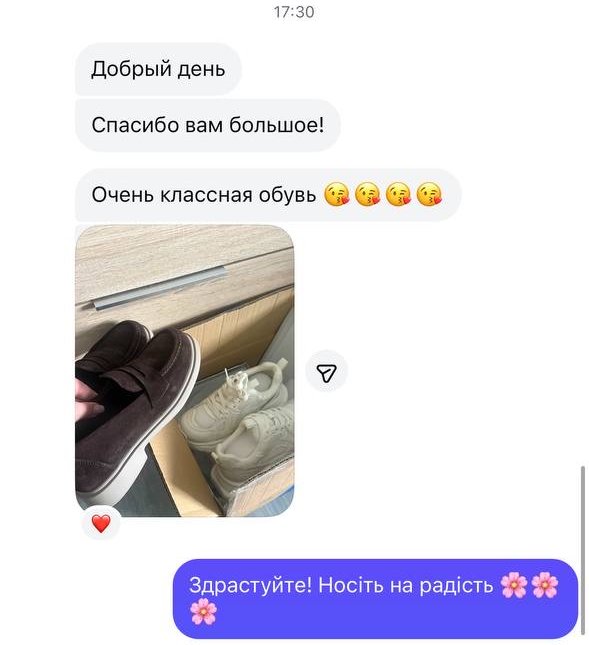 17:30
Добрый день
Спасибо вам большое!
Очень классная обувь 😘😘😘😘
❤️
Здрастуйте! Носіть на радість 🌸🌸
🌸